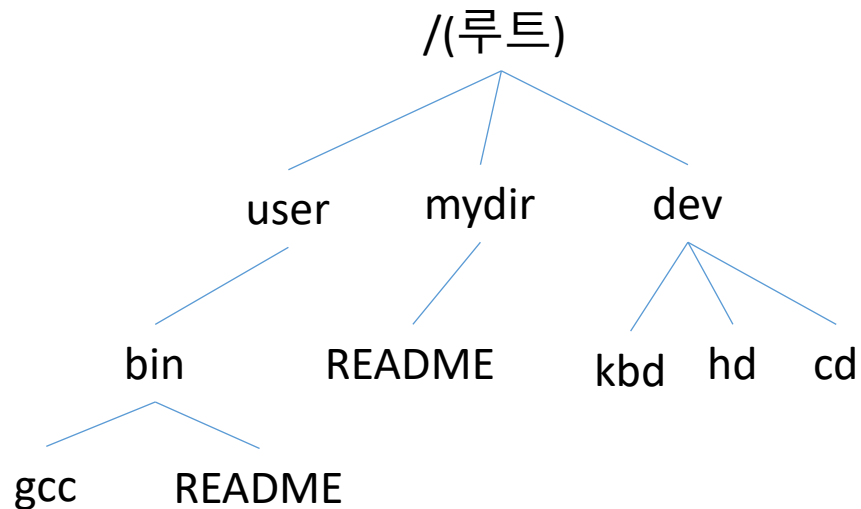 /(루트)
user mydir dev
bin README kbd hd cd
gcc README